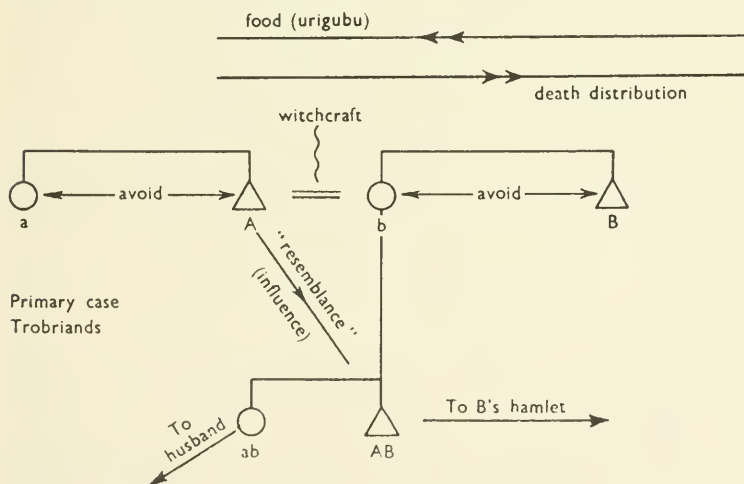 food (urigubu)
death distribution
witchcraft
avoid
avoid
a
A
b
B
"resemblance"
(influence)
Primary case
Trobriands
To B's hamlet
To
husband
ab
AB